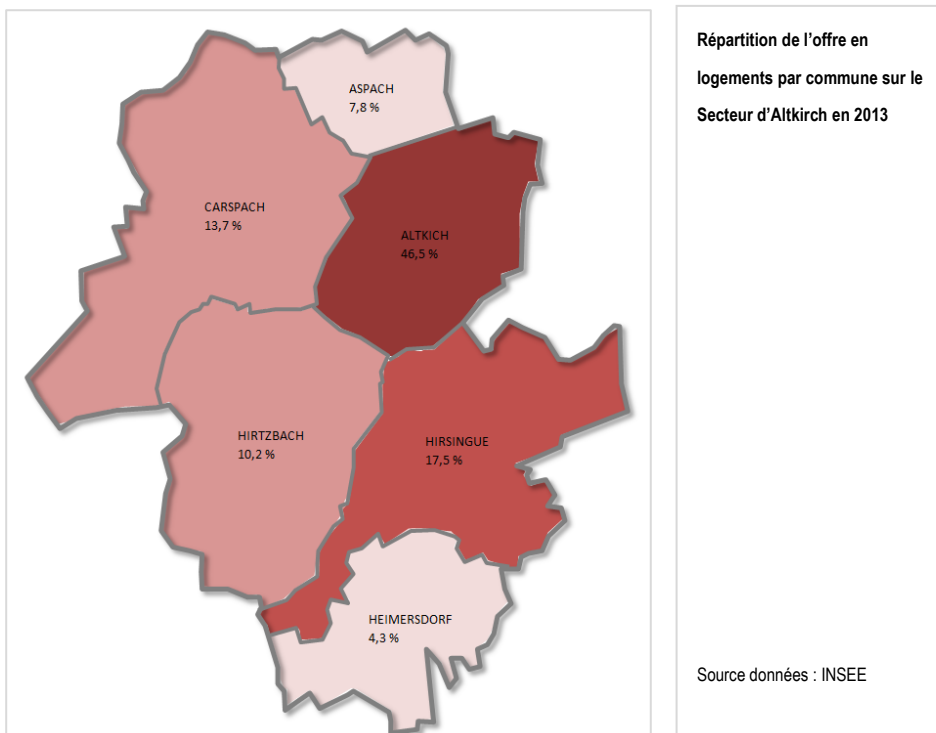 ASPACH
7,8 %
CARSPACH
13,7 %
ALTKICH
46,5 %
HIRTZBACH
10,2 %
HIRSINGUE
17,5 %
HEIMERSDORF
4,3 %
Répartition de l’offre en
logements par commune sur le
Secteur d’Altkirch en 2013
Source données : INSEE